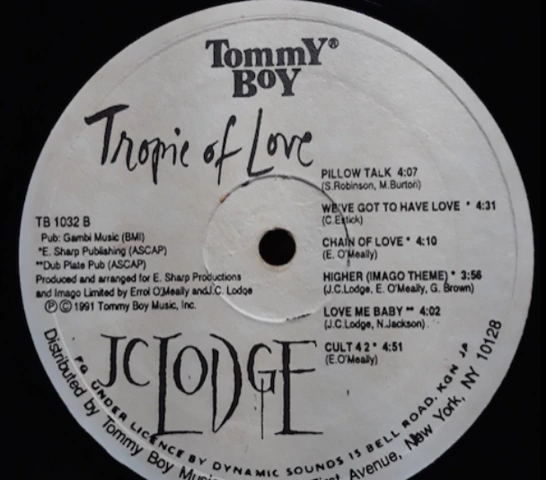 Tommy®
Boy
Tropic of Love
PILLOW TALK 4:07
(S.Robinson, M.Burton)
WE'VE GOT TO HAVE LOVE * 4:31
(C.Estick)
CHAIN OF LOVE * 4:10
(E. O'Meally)
HIGHER (IMAGO THEME) * 3:56
(J.C.Lodge, E. O'Meally, G. Brown)
LOVE ME BABY ** 4:02
(J.C.Lodge, N.Jackson)
CULT 4 2 * 4:51
(E.O'Meally)
TB 1032 B
Pub: Gambi Music (BMI)
*E. Sharp Publishing (ASCAP)
**Dub Plate Pub (ASCAP)
Produced and arranged for E. Sharp Productions
and Imago Limited by Errol O'Meally and J.C. Lodge
Ⓟ © 1991 Tommy Boy Music, Inc.
JC LODGE
UNDER LICENCE BY DYNAMIC SOUNDS 15 BELL ROAD, KGN JA
Distributed by Tommy Boy Music First Avenue, New York, NY 10128